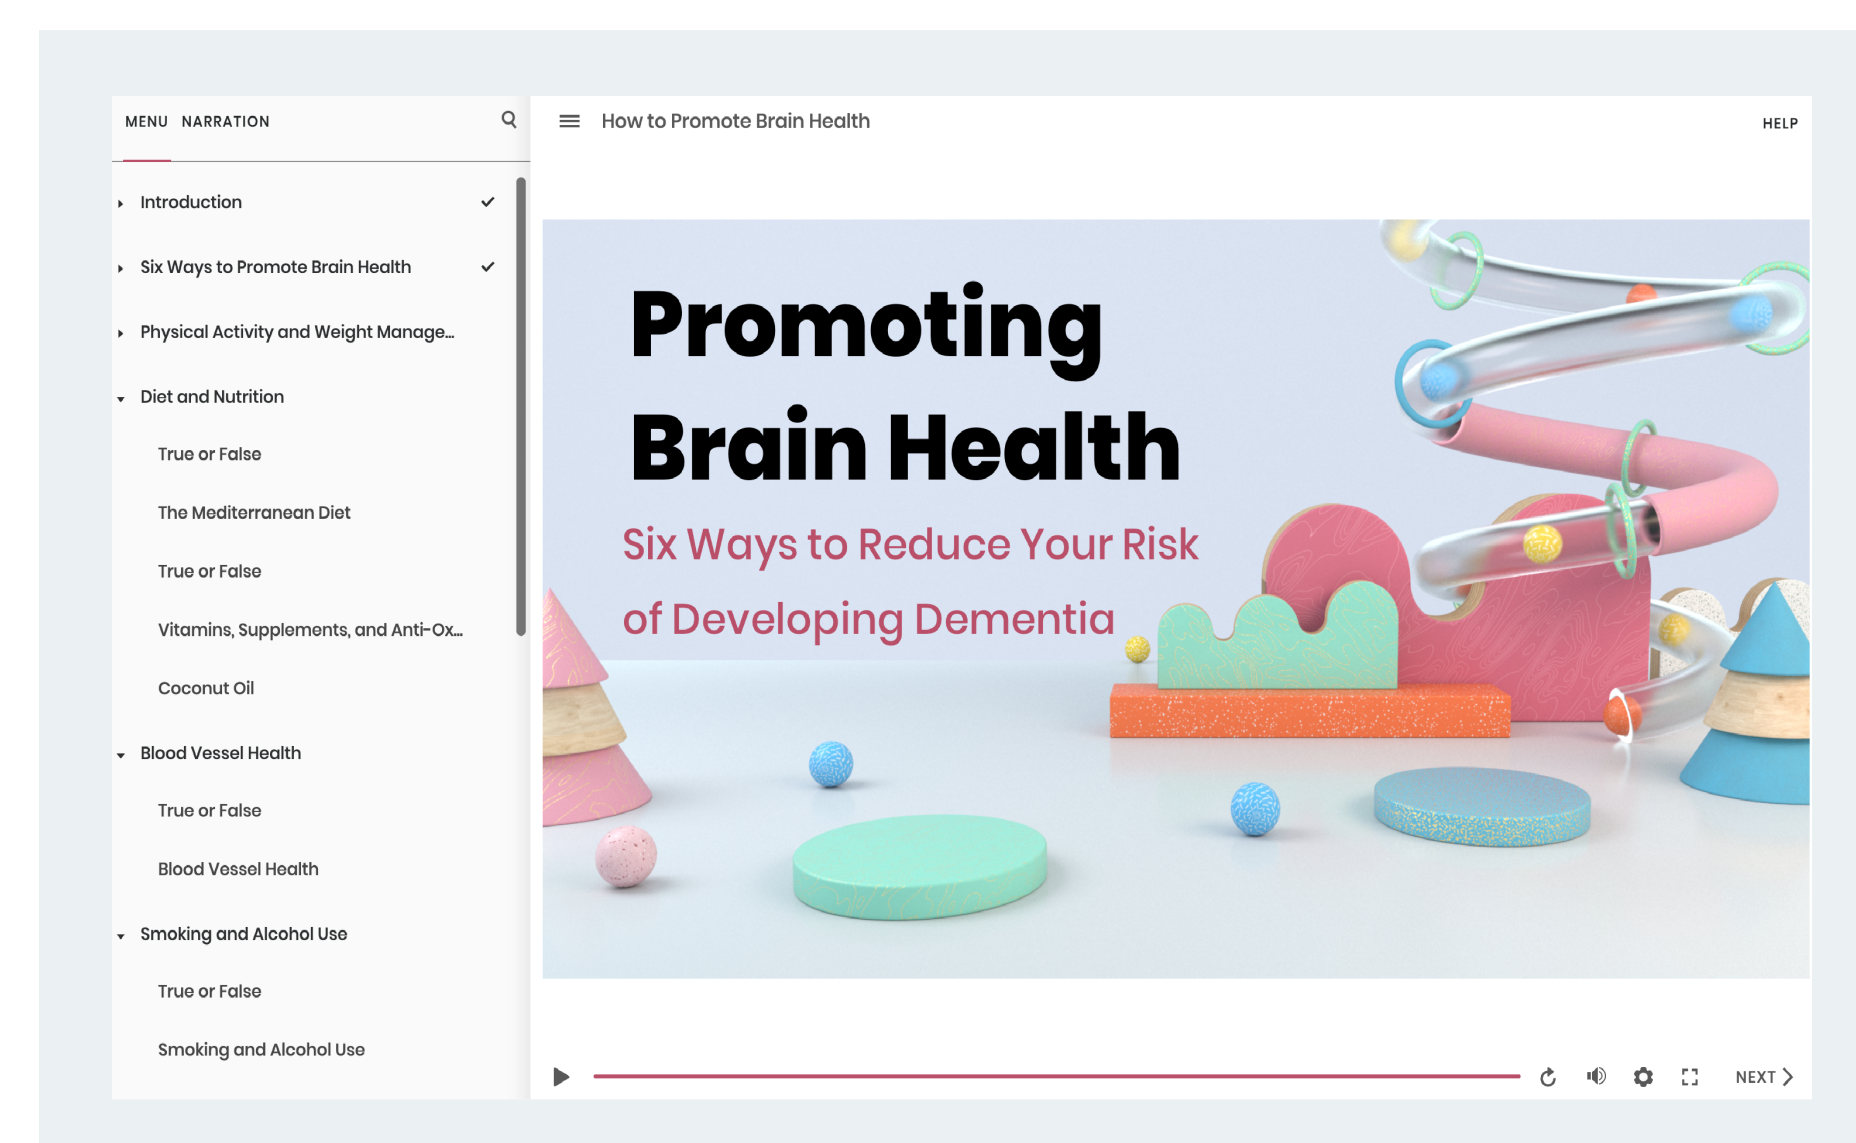 MENU NARRATION
Introduction
Six Ways to Promote Brain Health
Physical Activity and Weight Manage...
Diet and Nutrition
True or False
The Mediterranean Diet
True or False
Vitamins, Supplements, and Anti-Ox...
Coconut Oil
Blood Vessel Health
True or False
Blood Vessel Health
Smoking and Alcohol Use
True or False
Smoking and Alcohol Use
How to Promote Brain Health
HELP
Promoting
Brain Health
Six Ways to Reduce Your Risk
of Developing Dementia
NEXT